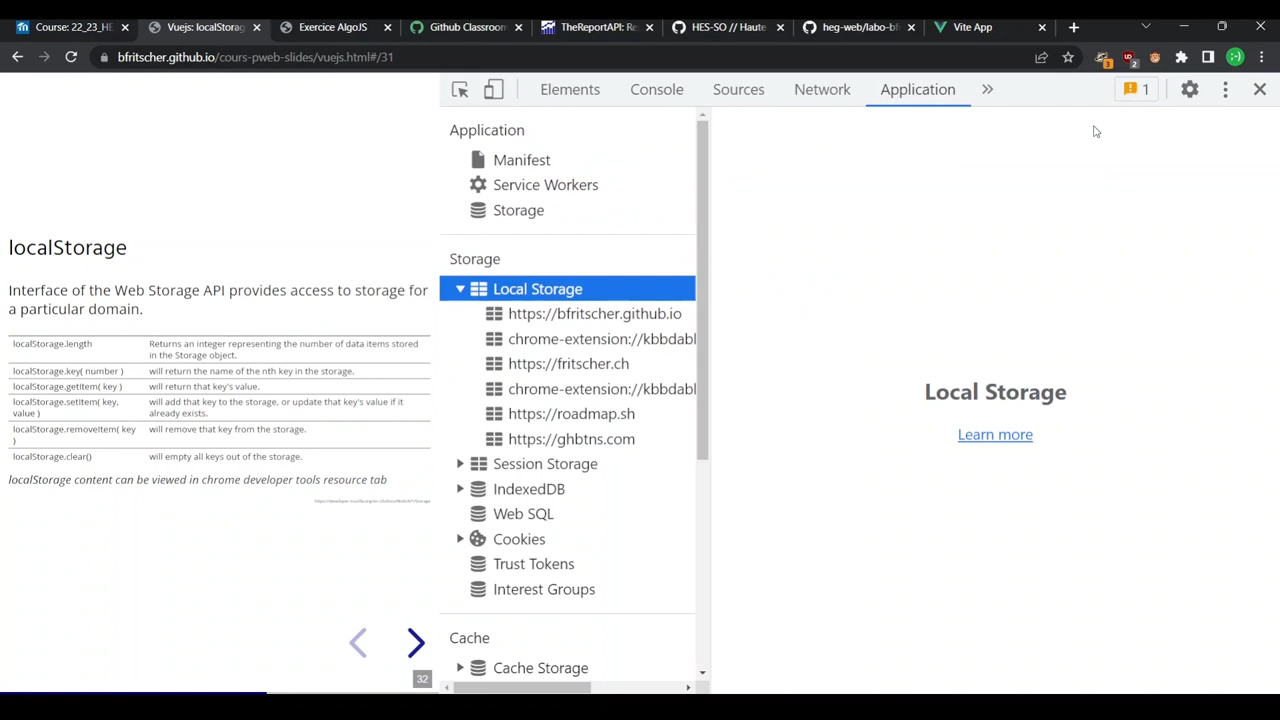 Course: 22_23_HE
Vuejs: localStorag
Exercice AlgoJS
Github Classroom
TheReportAPI: Re
HES-SO // Haute
heg-web/labo-bf
Vite App
bfritscher.github.io/cours-pweb-slides/vuejs.html#/31
3
2
:-)
Elements
Console
Sources
Network
Application
1
localStorage
Interface of the Web Storage API provides access to storage for
a particular domain.
localStorage.length
Returns an integer representing the number of data items stored
in the Storage object.
localStorage.key( number )
will return the name of the nth key in the storage.
localStorage.getItem( key )
will return that key's value.
localStorage.setItem( key,
value )
will add that key to the storage, or update that key's value if it
already exists.
localStorage.removeItem( key
)
will remove that key from the storage.
localStorage.clear()
will empty all keys out of the storage.
localStorage content can be viewed in chrome developer tools resource tab
32
Application
Manifest
Service Workers
Storage
Storage
Local Storage
https://bfritscher.github.io
chrome-extension://kbbdabl
https://fritscher.ch
chrome-extension://kbbdabl
https://roadmap.sh
https://ghbtns.com
Session Storage
IndexedDB
Web SQL
Cookies
Trust Tokens
Interest Groups
Cache
Cache Storage
Local Storage
Learn more